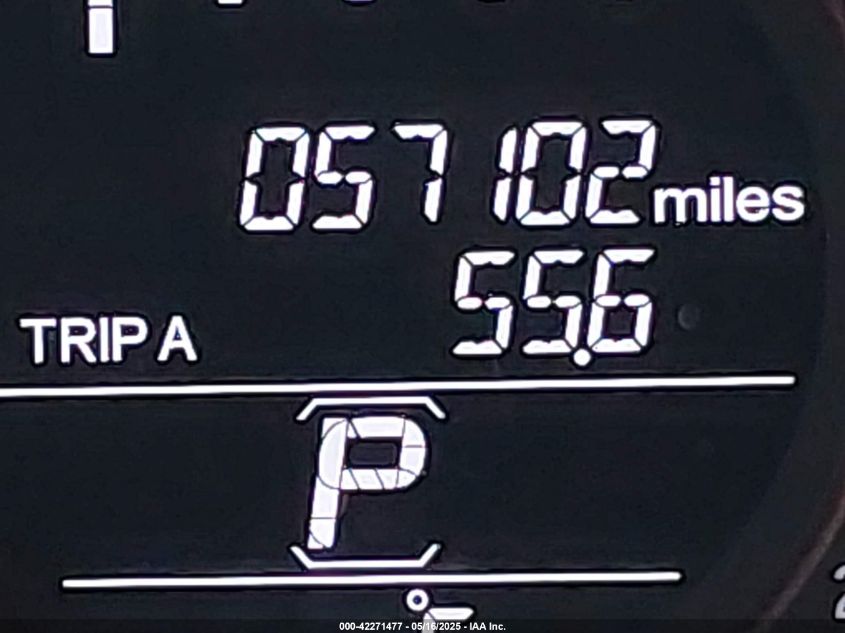 057102 miles
55.6
TRIP A
P
°F
000-42271477 - 05/16/2025 - IAA Inc.